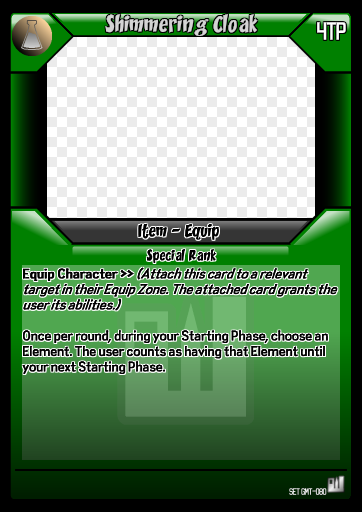 Shimmering Cloak
4TP
Item - Equip
Special Rank
Equip Character >> (Attach this card to a relevant
target in their Equip Zone. The attached card grants the
user its abilities.)
Once per round, during your Starting Phase, choose an
Element. The user counts as having that Element until
your next Starting Phase.
SET GMT-080